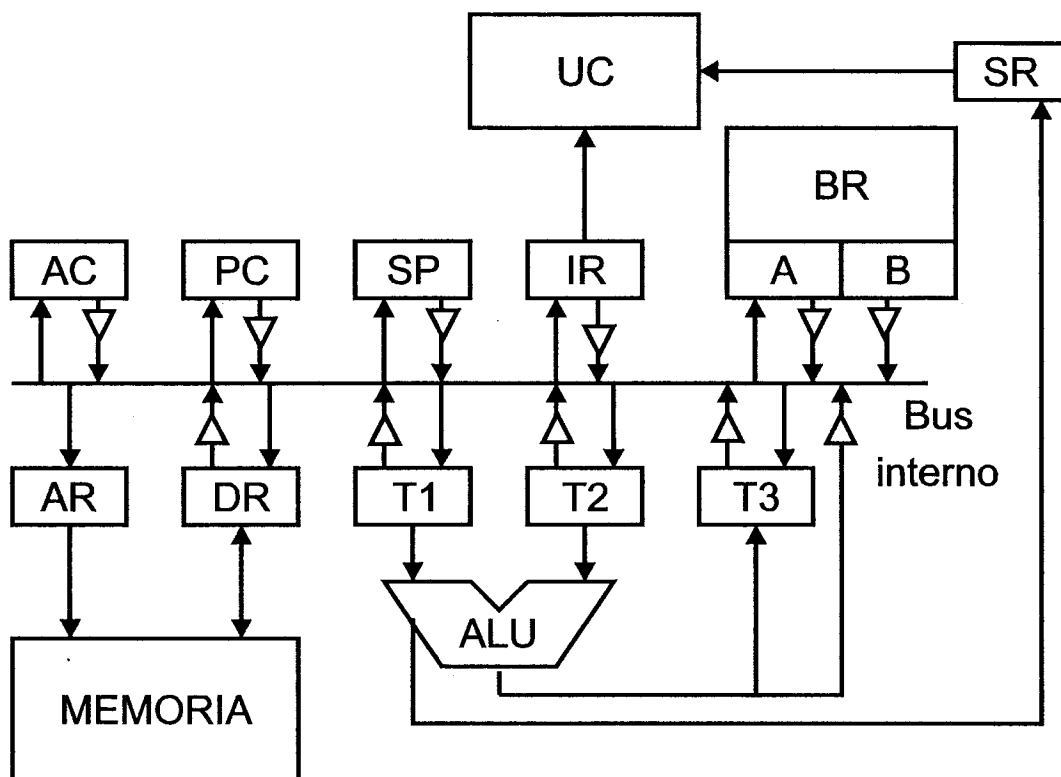 UC
SR
BR
AC
PC
SP
IR
A
B
Bus
interno
AR
DR
T1
T2
T3
ALU
MEMORIA